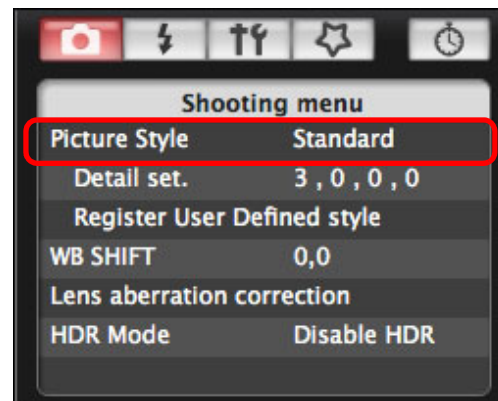 Shooting menu
Picture Style Standard
Detail set. 3 , 0 , 0 , 0
Register User Defined style
WB SHIFT 0,0
Lens aberration correction
HDR Mode Disable HDR